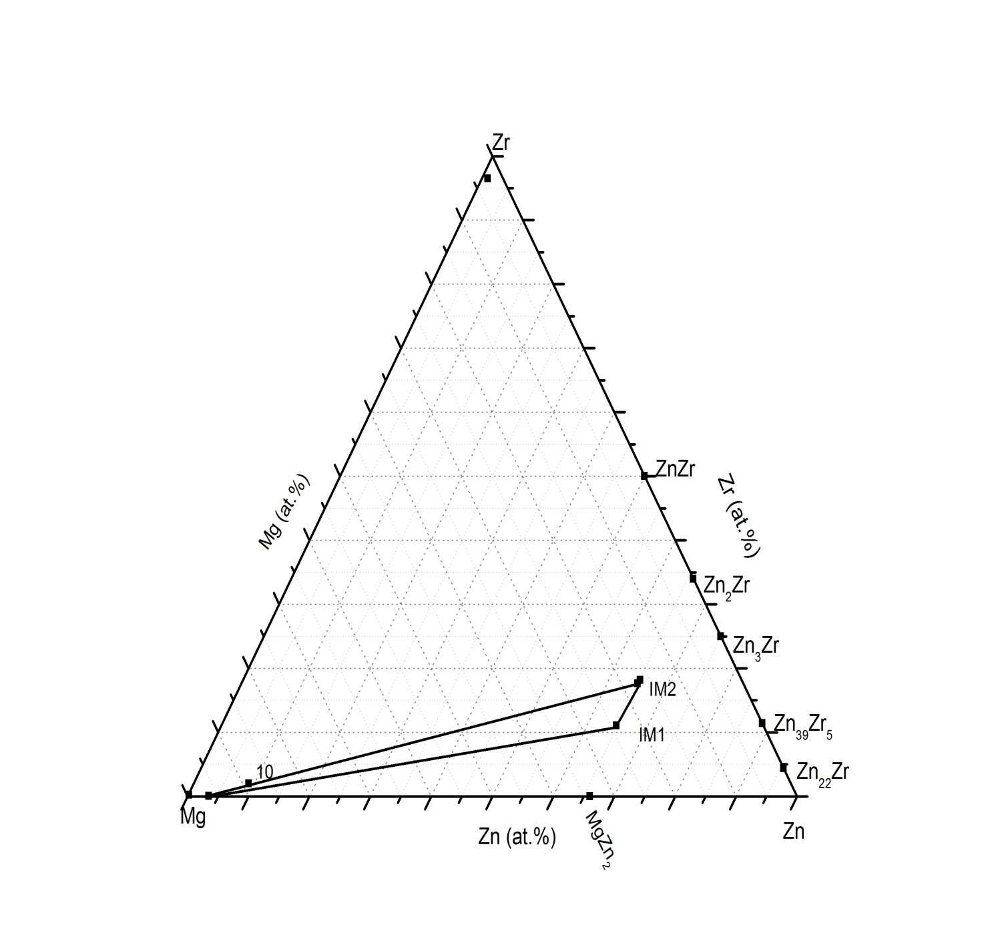 Zr
ZnZr
Mg (at.%)
Zr (at.%)
Zn2Zr
Zn3Zr
IM2
Zn39Zr5
IM1
10
Zn22Zr
Mg
MgZn2
Zn (at.%)
Zn